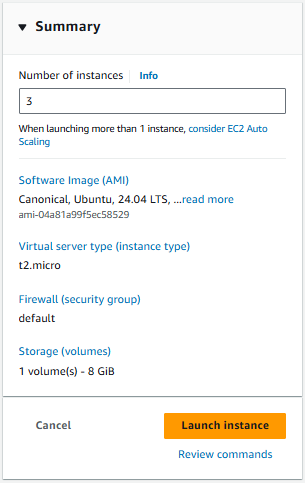 Summary
Number of instances Info
3
When launching more than 1 instance, consider EC2 Auto
Scaling
Software Image (AMI)
Canonical, Ubuntu, 24.04 LTS, ...read more
ami-04a81a99f5ec58529
Virtual server type (instance type)
t2.micro
Firewall (security group)
default
Storage (volumes)
1 volume(s) - 8 GiB
Cancel Launch instance
Review commands